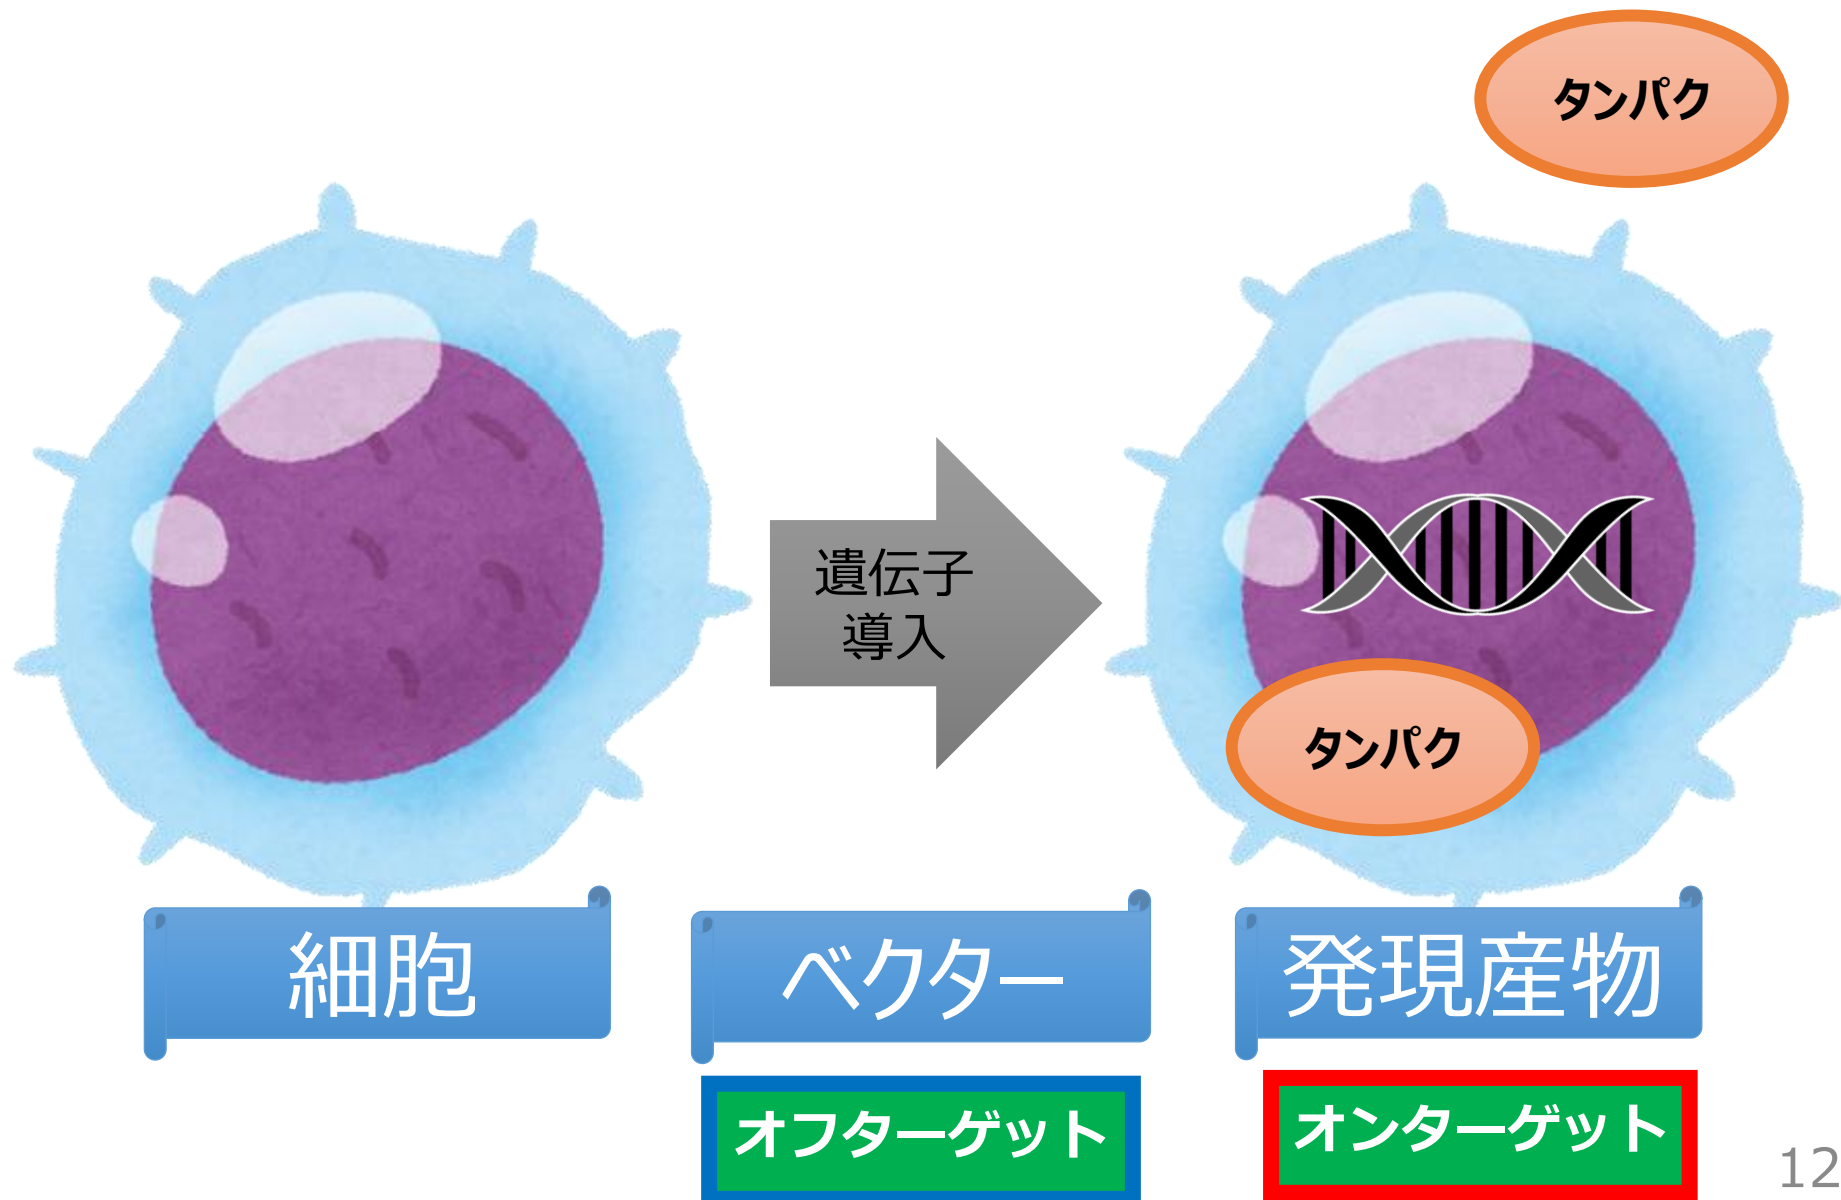 タンパク
遺伝子
導入
タンパク
細胞
ベクター
発現産物
オフターゲット
オンターゲット
12